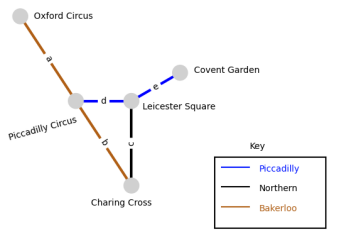 Oxford Circus
a
Covent Garden
e
d
Leicester Square
Piccadilly Circus
b
c
Charing Cross
Key
Piccadilly
Northern
Bakerloo